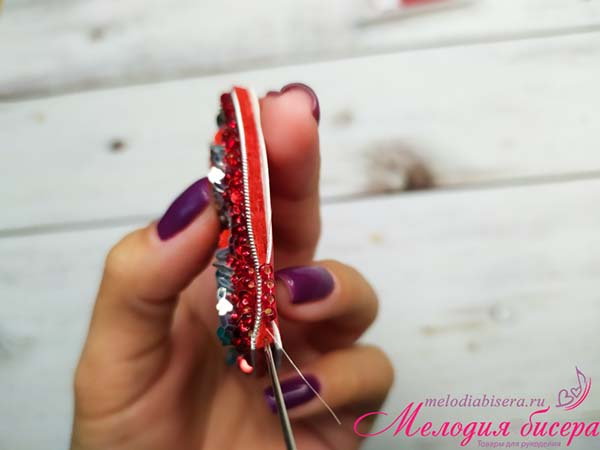 melodiabisera.ru
Мелодия бисера
Товары для рукоделия